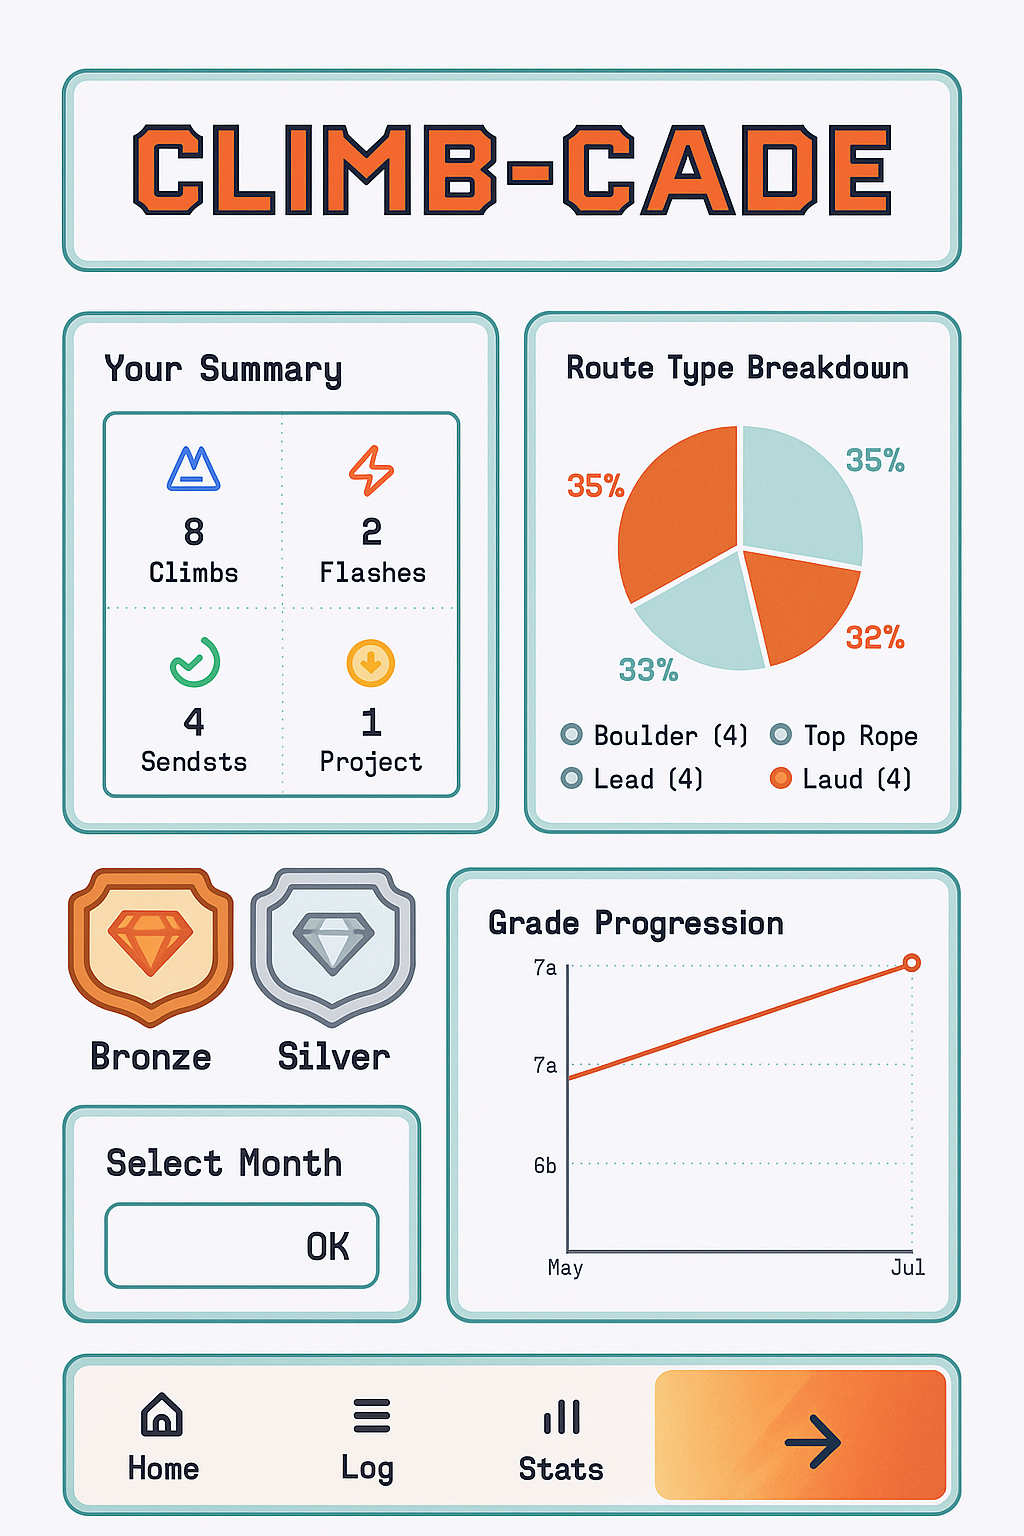 CLIMB-CADE
Your Summary
8
Climbs
2
Flashes
4
Sendsts
1
Project
Route Type Breakdown
35%
35%
32%
33%
Boulder (4)
Top Rope
Lead (4)
Laud (4)
Bronze
Silver
Grade Progression
7a
7a
6b
May
Jul
Select Month
OK
Home
Log
Stats